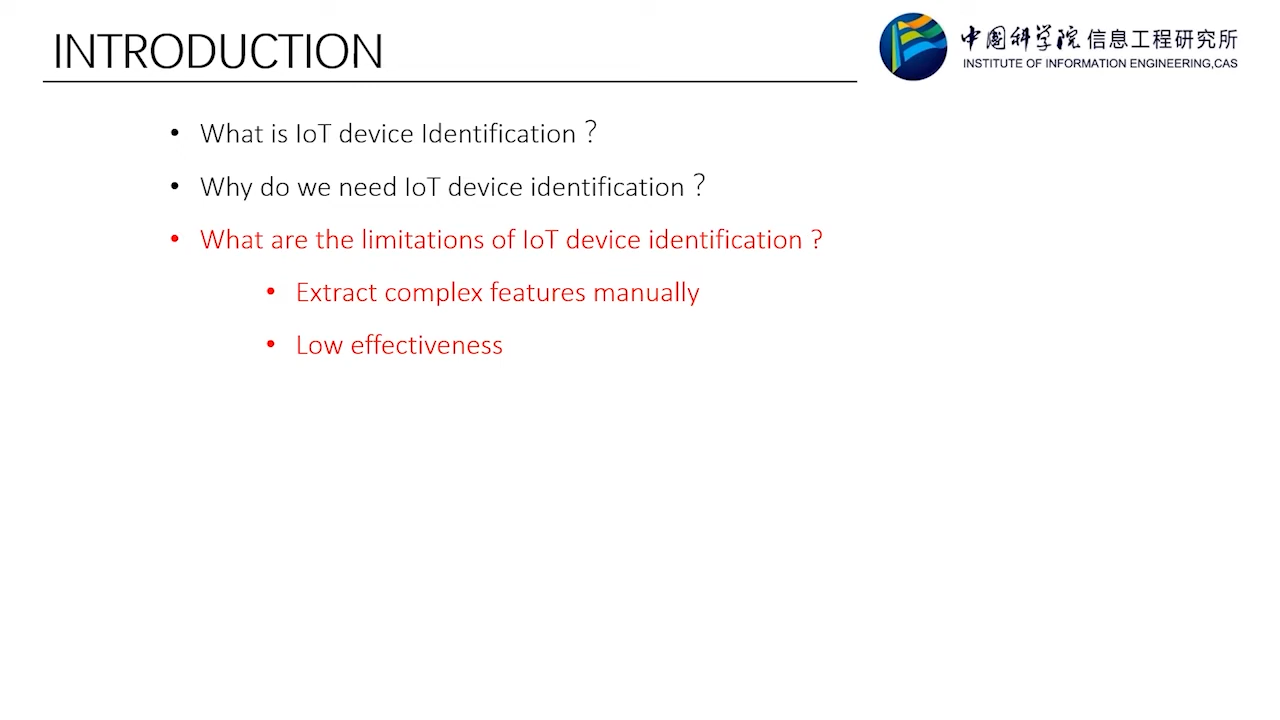 INTRODUCTION
中国科学院 信息工程研究所
INSTITUTE OF INFORMATION ENGINEERING,CAS
• What is IoT device Identification？
• Why do we need IoT device identification？
• What are the limitations of IoT device identification ?
• Extract complex features manually
• Low effectiveness